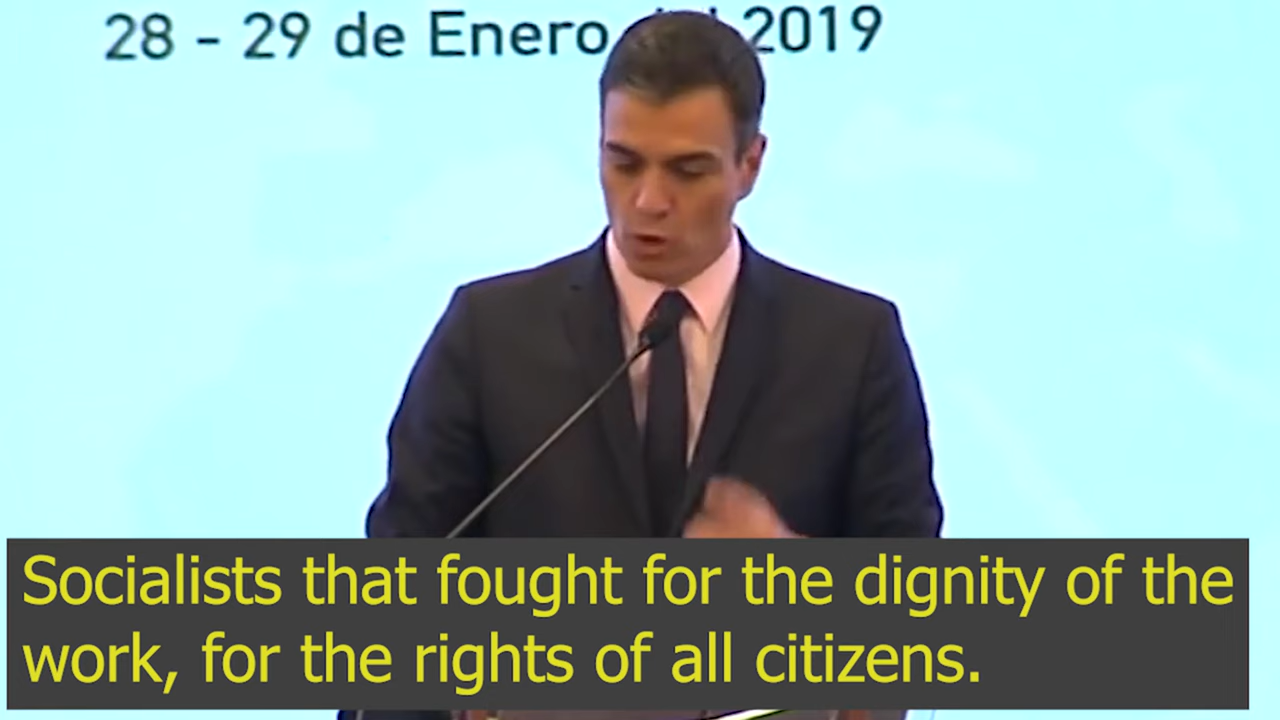 28 - 29 de Enero 2019
Socialists that fought for the dignity of the
work, for the rights of all citizens.